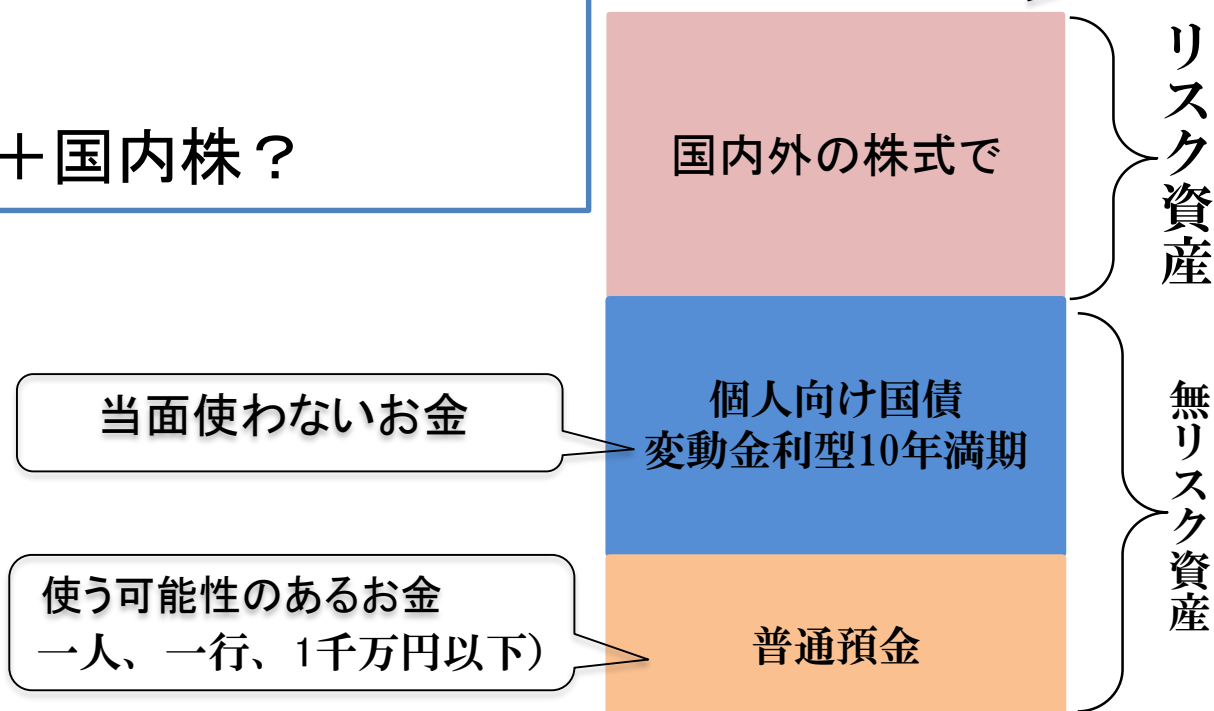 ＋国内株？
国内外の株式で
リスク資産
当面使わないお金
個人向け国債
変動金利型10年満期
無リスク資産
使う可能性のあるお金
一人、一行、1千万円以下）
普通預金